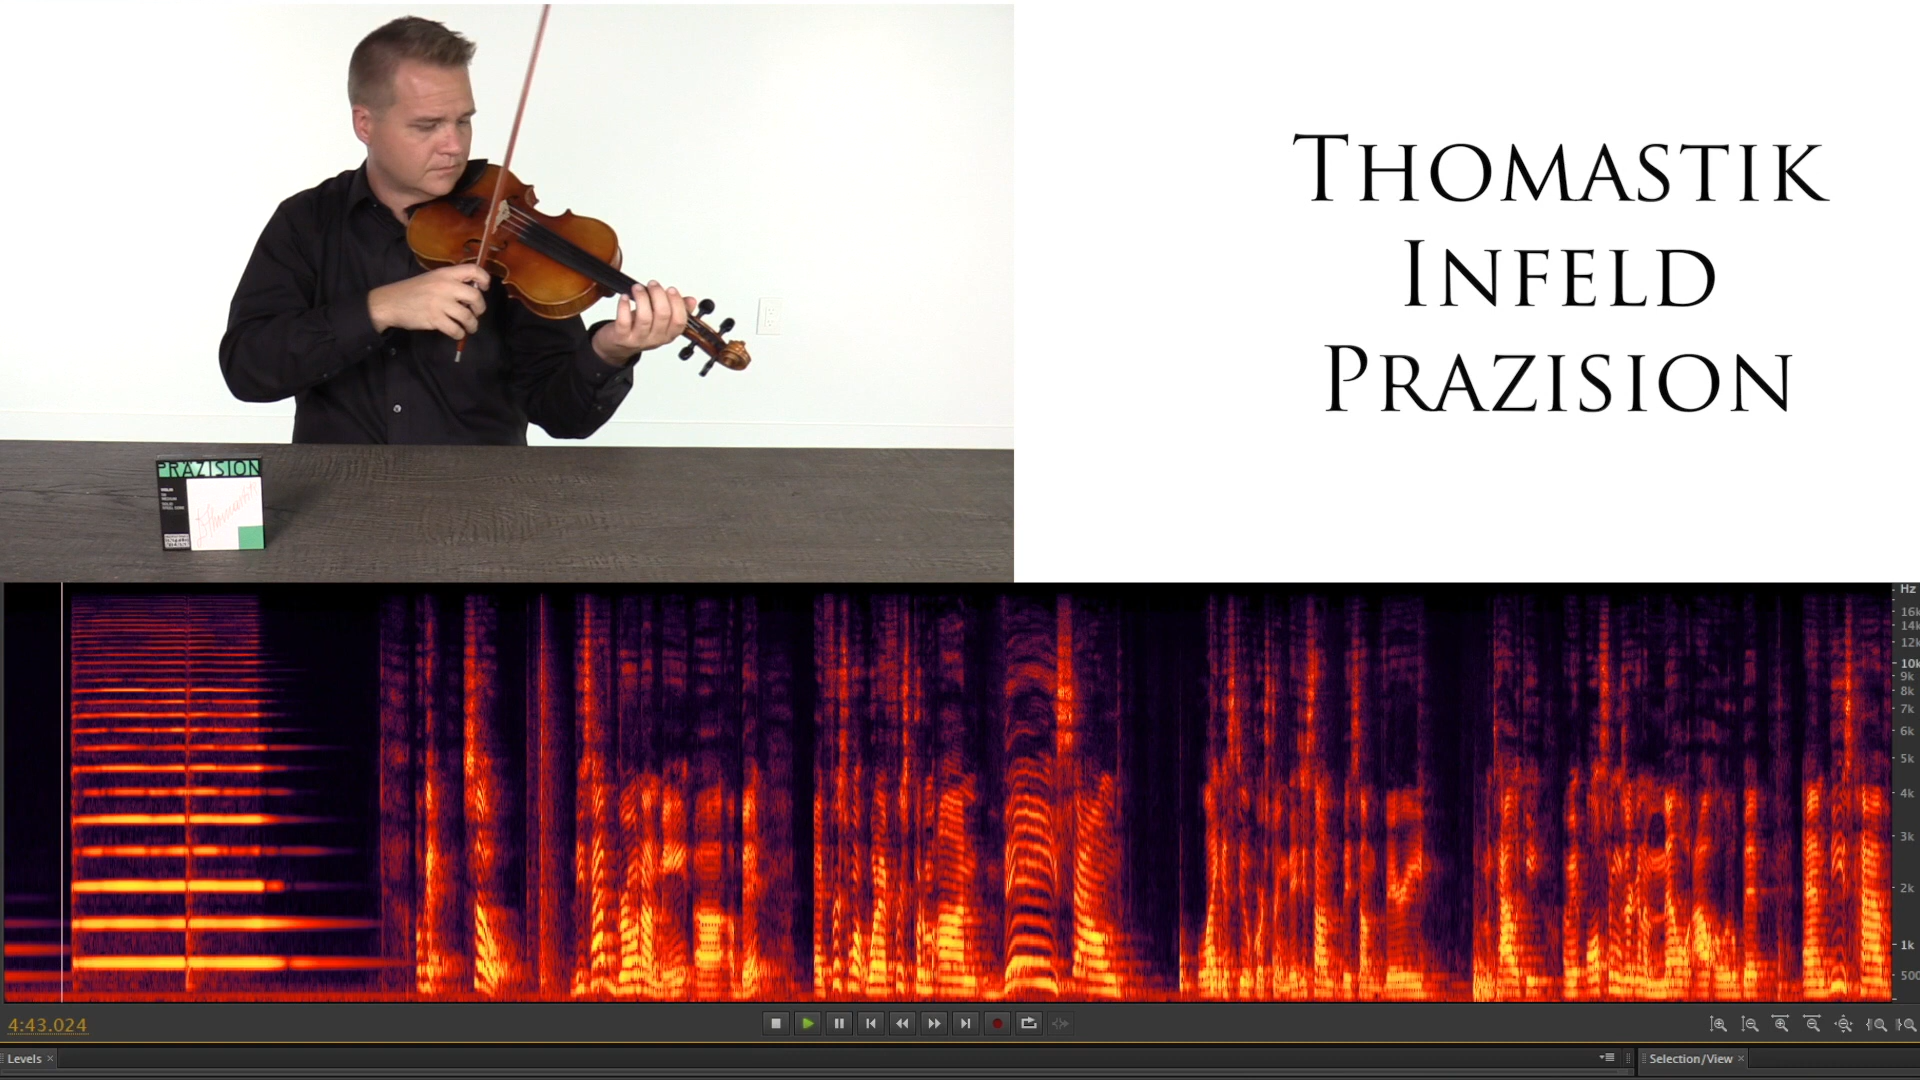 THOMASTIK
INFELD
PRAZISION
PRÄZISION
Hz
16k
14k
12k
10k
9k
8k
7k
6k
5k
4k
3k
2k
1k
500
4:43.024
Levels ×
Selection/View ×